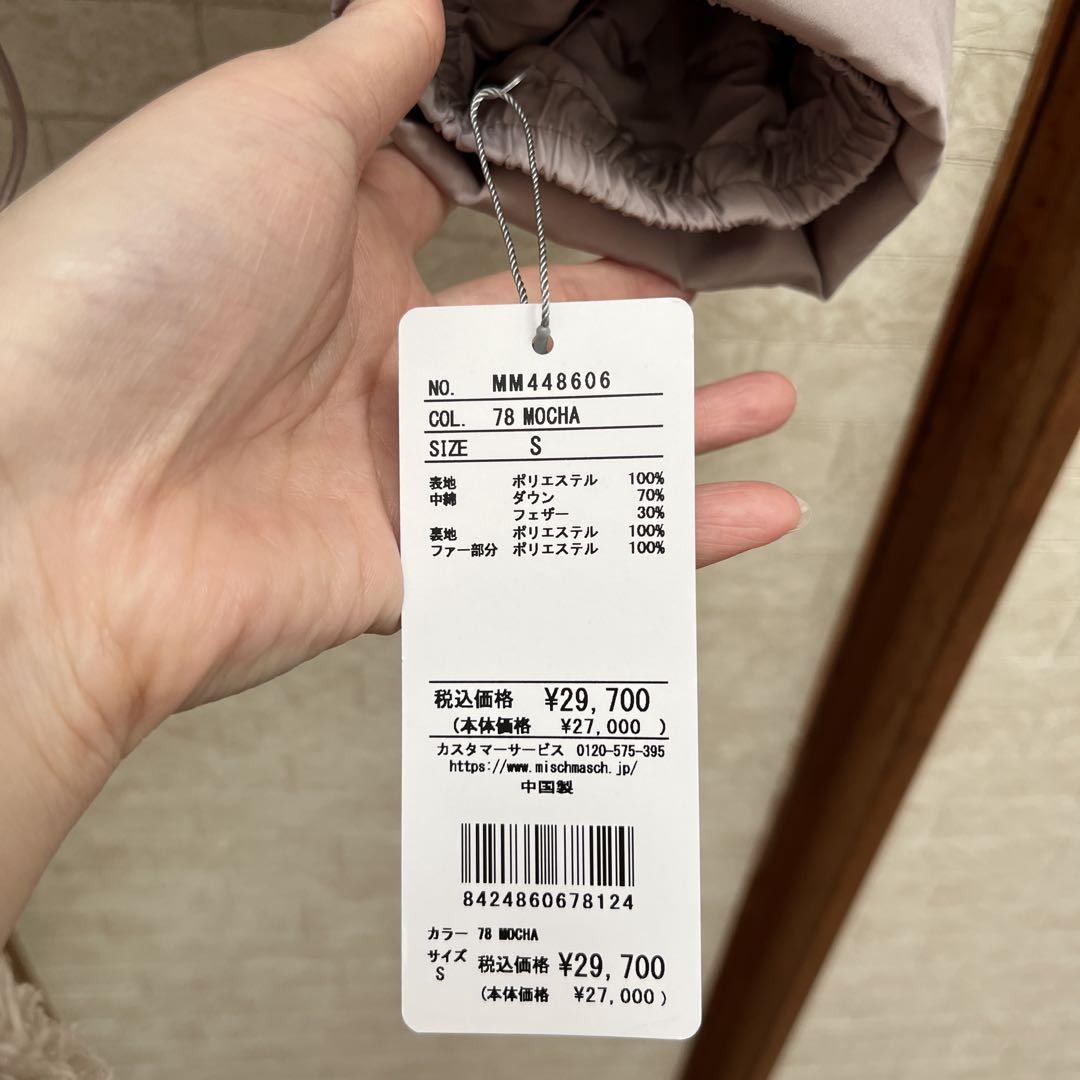 NO. MM448606
COL. 78 MOCHA
SIZE S
表地 ポリエステル 100%
中綿 ダウン 70%
フェザー 30%
裏地 ポリエステル 100%
ファー部分 ポリエステル 100%
税込価格 ¥29,700
(本体価格 ¥27,000 )
カスタマーサービス 0120-575-395
https://www.mischmasch.jp/
中国製
8424860678124
カラー 78 MOCHA
サイズ S 税込価格 ¥29,700
(本体価格 ¥27,000 )